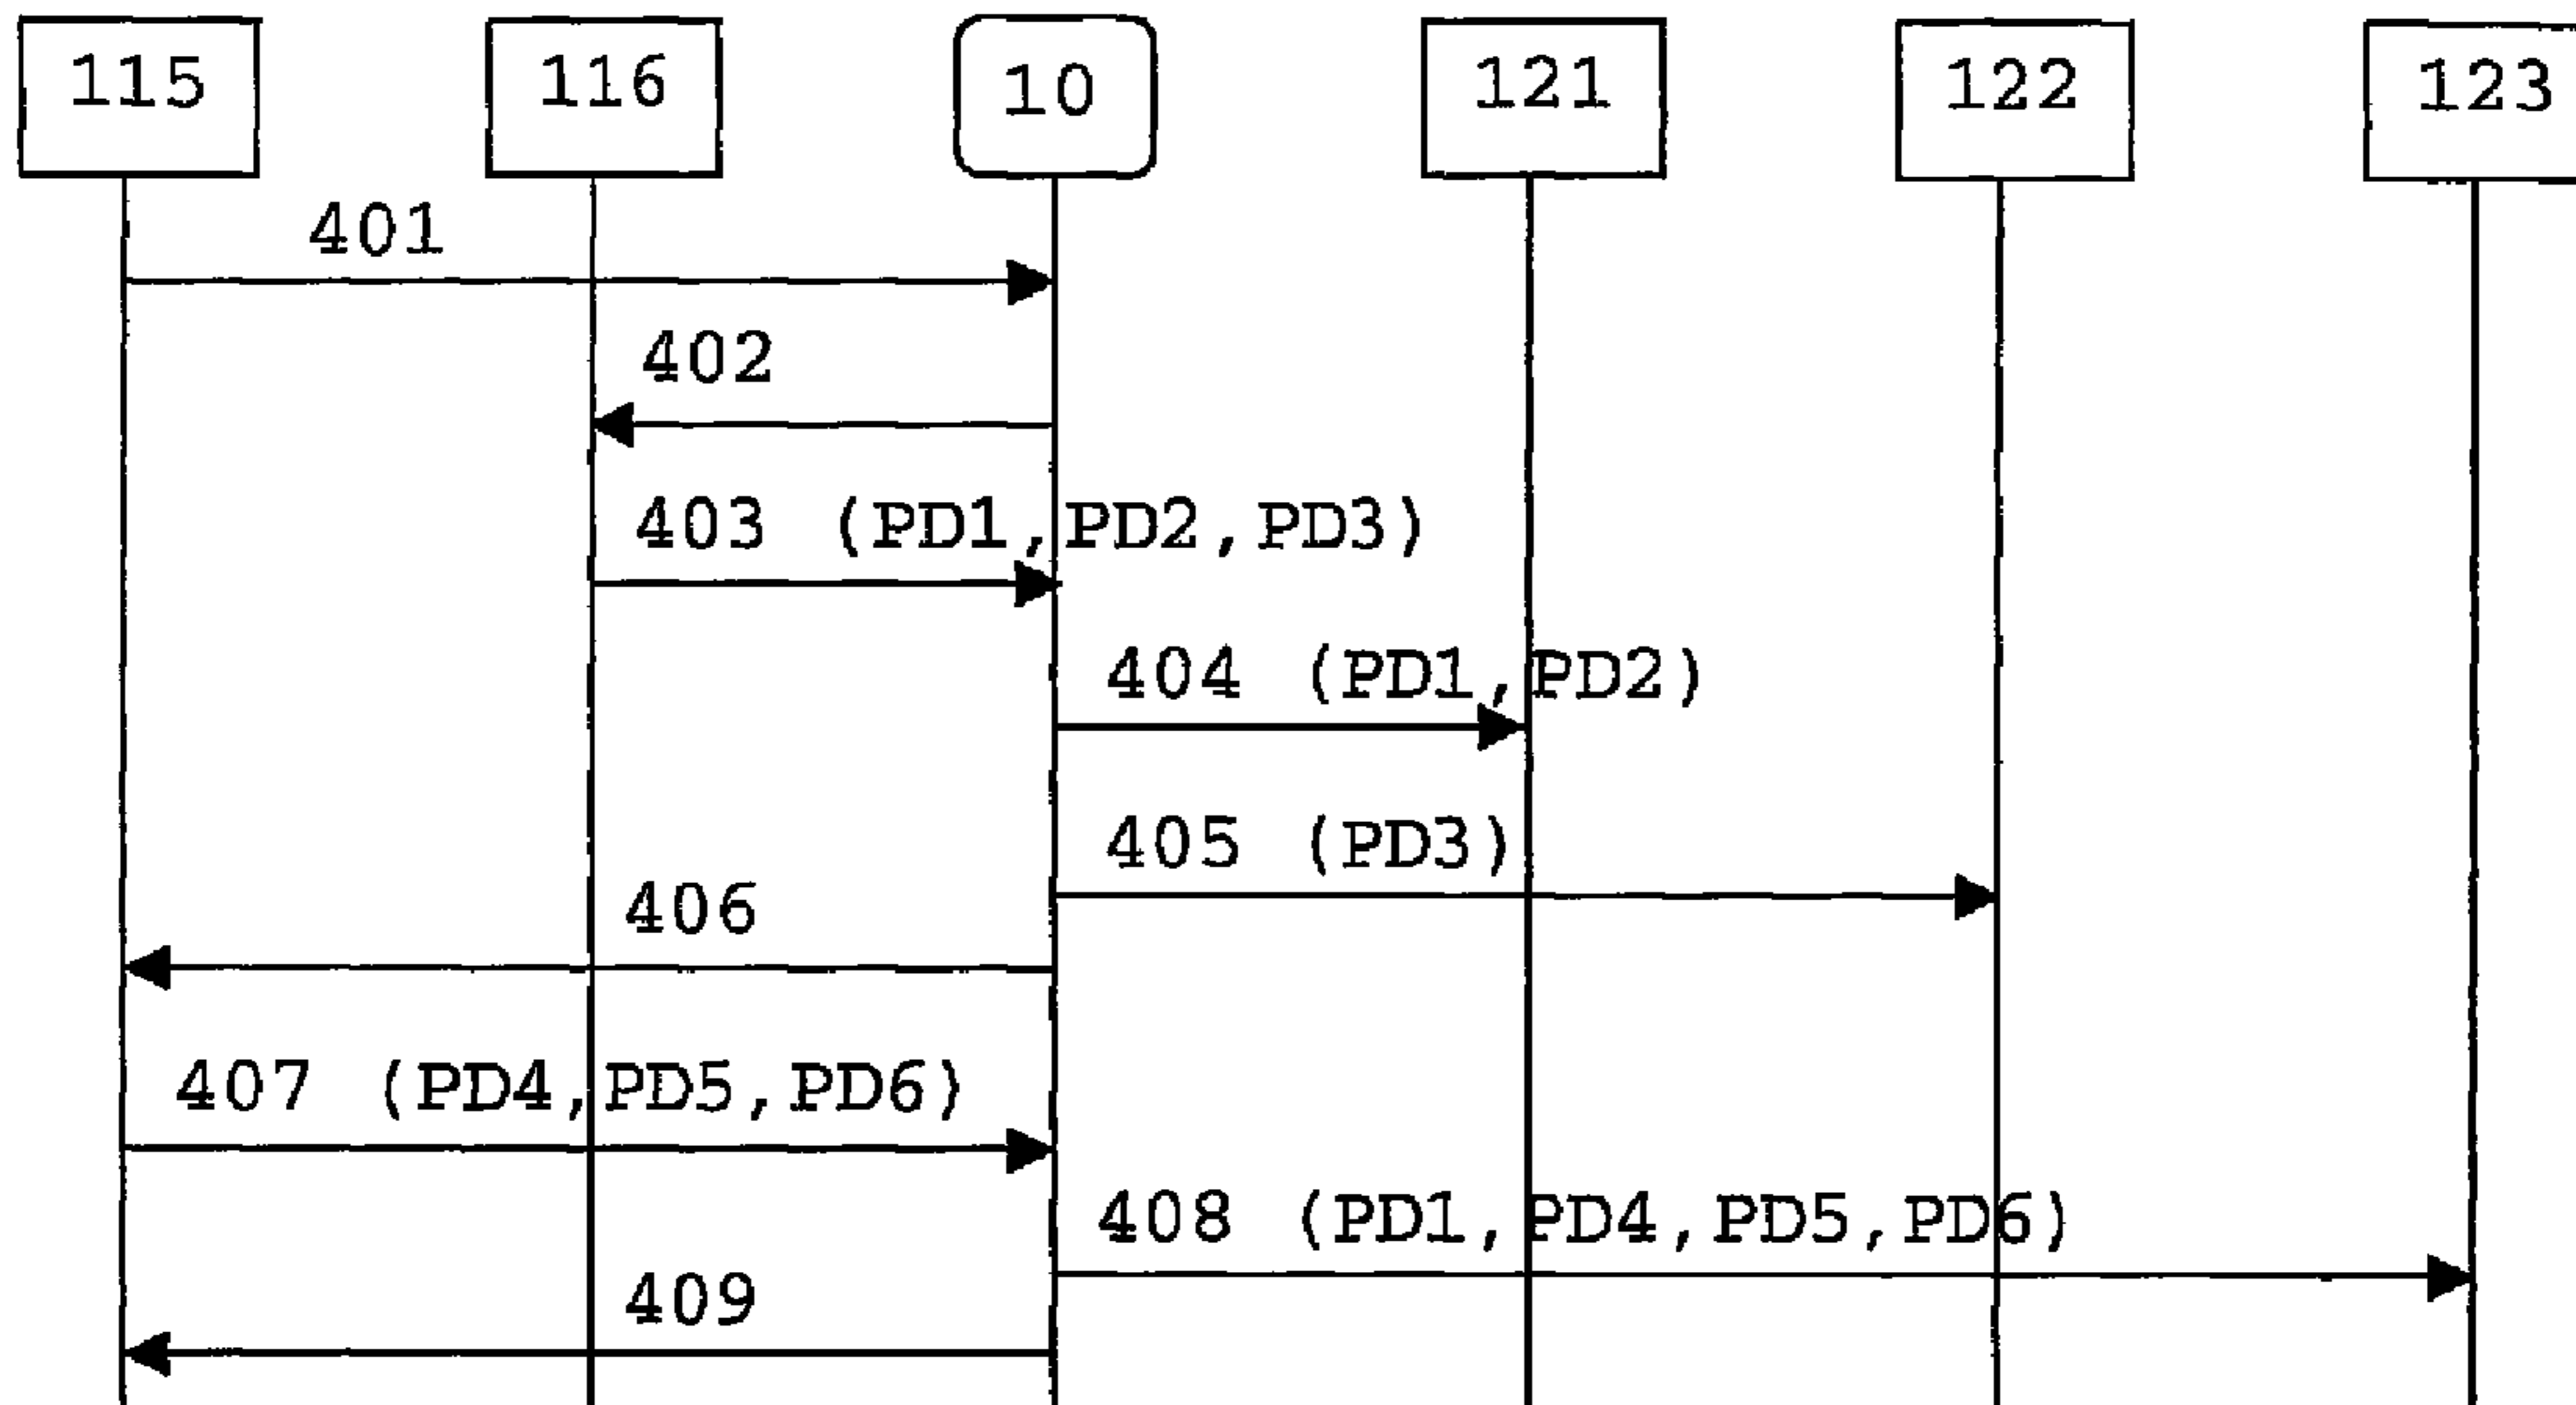 115 116 10 121 122 123
401
402
403 (PD1,PD2,PD3)
404 (PD1,PD2)
405 (PD3)
406
407 (PD4,PD5,PD6)
408 (PD1,PD4,PD5,PD6)
409